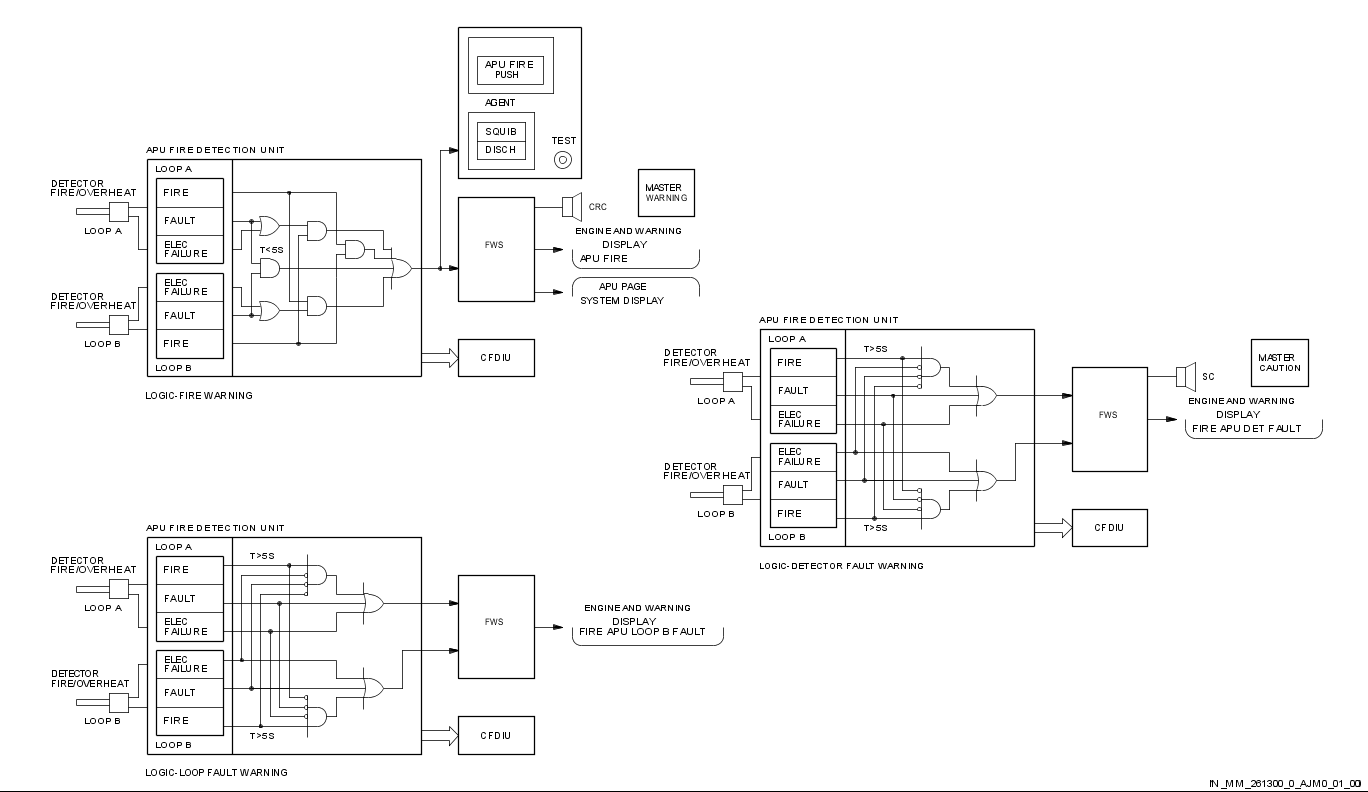 APU FIRE
PUSH
AGENT
SQUIB
DISCH
TEST
APU FIRE DETECTION UNIT
LOOP A
DETECTOR
FIRE/OVERHEAT
FIRE
FAULT
LOOP A
ELEC
FAILURE
T<5S
DETECTOR
FIRE/OVERHEAT
ELEC
FAILURE
FAULT
LOOP B
FIRE
LOOP B
LOGIC-FIRE WARNING
FWS
CRC
MASTER
WARNING
ENGINE AND WARNING
DISPLAY
APU FIRE
APU PAGE
SYSTEM DISPLAY
CFDIU
APU FIRE DETECTION UNIT
LOOP A
DETECTOR
FIRE/OVERHEAT
FIRE
T>5S
FAULT
LOOP A
ELEC
FAILURE
DETECTOR
FIRE/OVERHEAT
ELEC
FAILURE
FAULT
LOOP B
FIRE
T>5S
LOOP B
LOGIC-DETECTOR FAULT WARNING
FWS
SC
MASTER
CAUTION
ENGINE AND WARNING
DISPLAY
FIRE APU DET FAULT
CFDIU
APU FIRE DETECTION UNIT
LOOP A
DETECTOR
FIRE/OVERHEAT
FIRE
T>5S
FAULT
LOOP A
ELEC
FAILURE
DETECTOR
FIRE/OVERHEAT
ELEC
FAILURE
FAULT
LOOP B
FIRE
T>5S
LOOP B
LOGIC-LOOP FAULT WARNING
FWS
ENGINE AND WARNING
DISPLAY
FIRE APU LOOP B FAULT
CFDIU
fN_MM_261300_0_AJM0_01_00